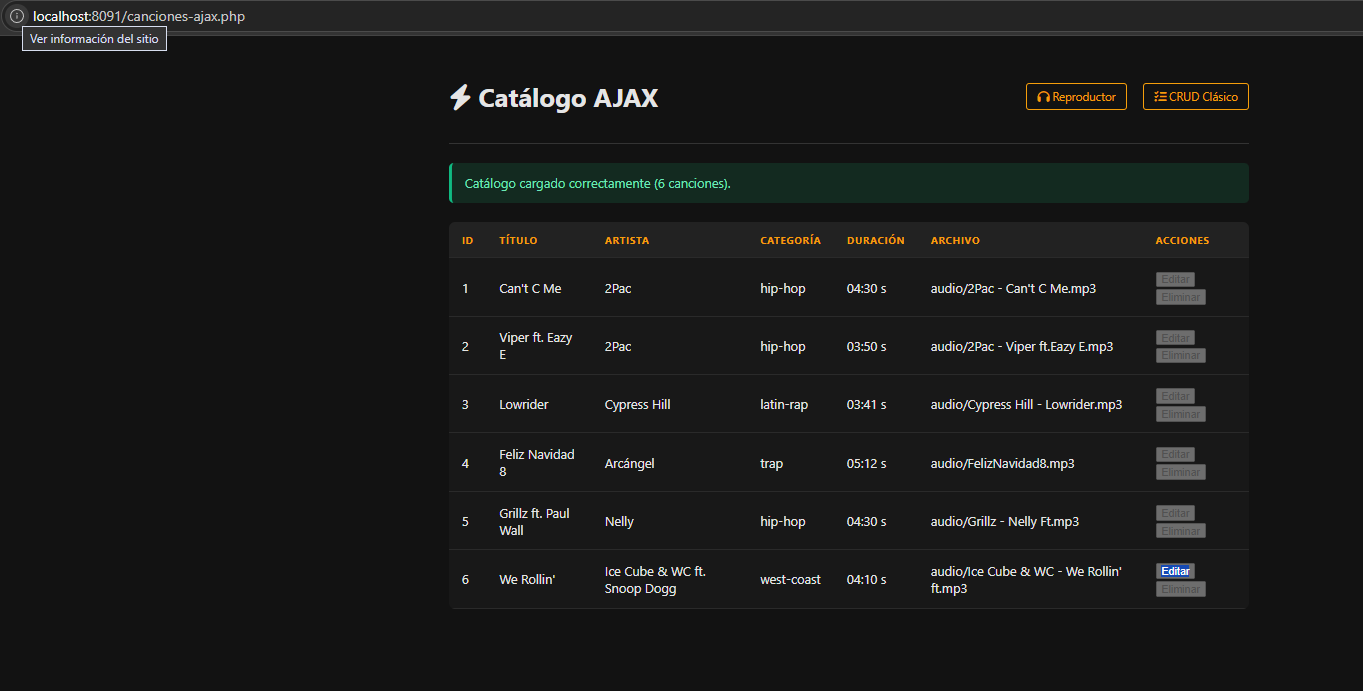 localhost:8091/canciones-ajax.php
Ver información del sitio
Catálogo AJAX
Reproductor
CRUD Clásico
Catálogo cargado correctamente (6 canciones).
ID TÍTULO ARTISTA CATEGORÍA DURACIÓN ARCHIVO ACCIONES
1 Can't C Me 2Pac hip-hop 04:30 s audio/2Pac - Can't C Me.mp3 Editar
Eliminar
Viper ft. Eazy
E
2 2Pac hip-hop 03:50 s audio/2Pac - Viper ft.Eazy E.mp3 Editar
Eliminar
3 Lowrider Cypress Hill latin-rap 03:41 s audio/Cypress Hill - Lowrider.mp3 Editar
Eliminar
Feliz Navidad
8
4 Arcángel trap 05:12 s audio/FelizNavidad8.mp3 Editar
Eliminar
Grillz ft. Paul
Wall
5 Nelly hip-hop 04:30 s audio/Grillz - Nelly Ft.mp3 Editar
Eliminar
6 We Rollin' Ice Cube & WC ft.
Snoop Dogg
west-coast 04:10 s audio/Ice Cube & WC - We Rollin'
ft.mp3
Editar
Eliminar